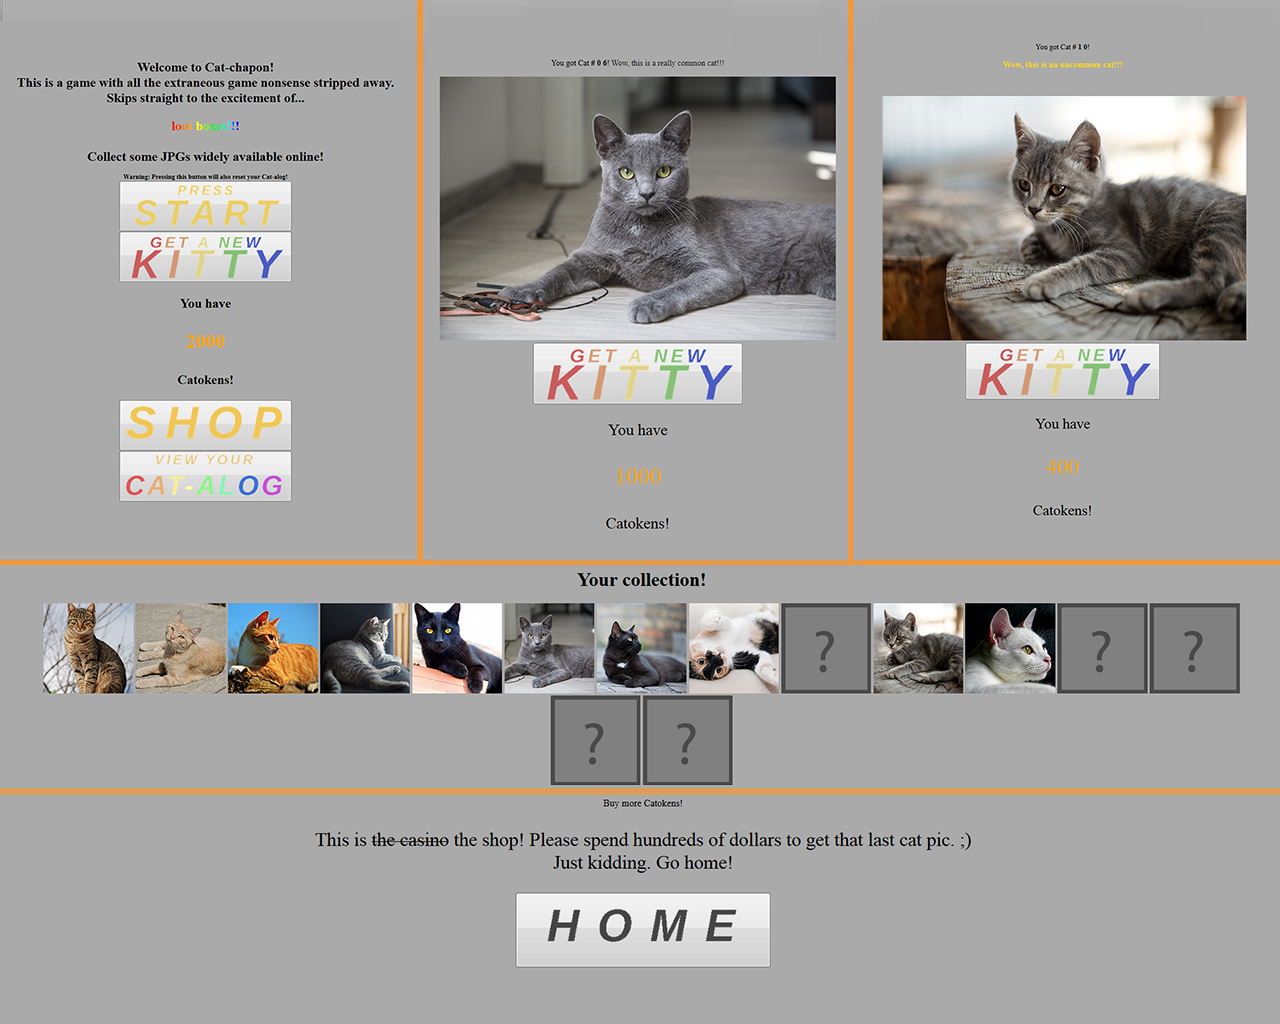 Welcome to Cat-chapon!
This is a game with all the extraneous game nonsense stripped away.
Skips straight to the excitement of...
loot boxes!!!
Collect some JPGs widely available online!
Warning: Pressing this button will also reset your Cat-alog!
PRESS
START
GET A NEW
KITTY
You have
2000
Catokens!
SHOP
VIEW YOUR
CAT-ALOG
You got Cat # 0 6! Wow, this is a really common cat!!!
GET A NEW
KITTY
You have
1000
Catokens!
You got Cat # 1 0!
Wow, this is an uncommon cat!!!
GET A NEW
KITTY
You have
400
Catokens!
Your collection!
? ? ?
? ?
Buy more Catokens!
This is the casino the shop! Please spend hundreds of dollars to get that last cat pic. ;)
Just kidding. Go home!
HOME